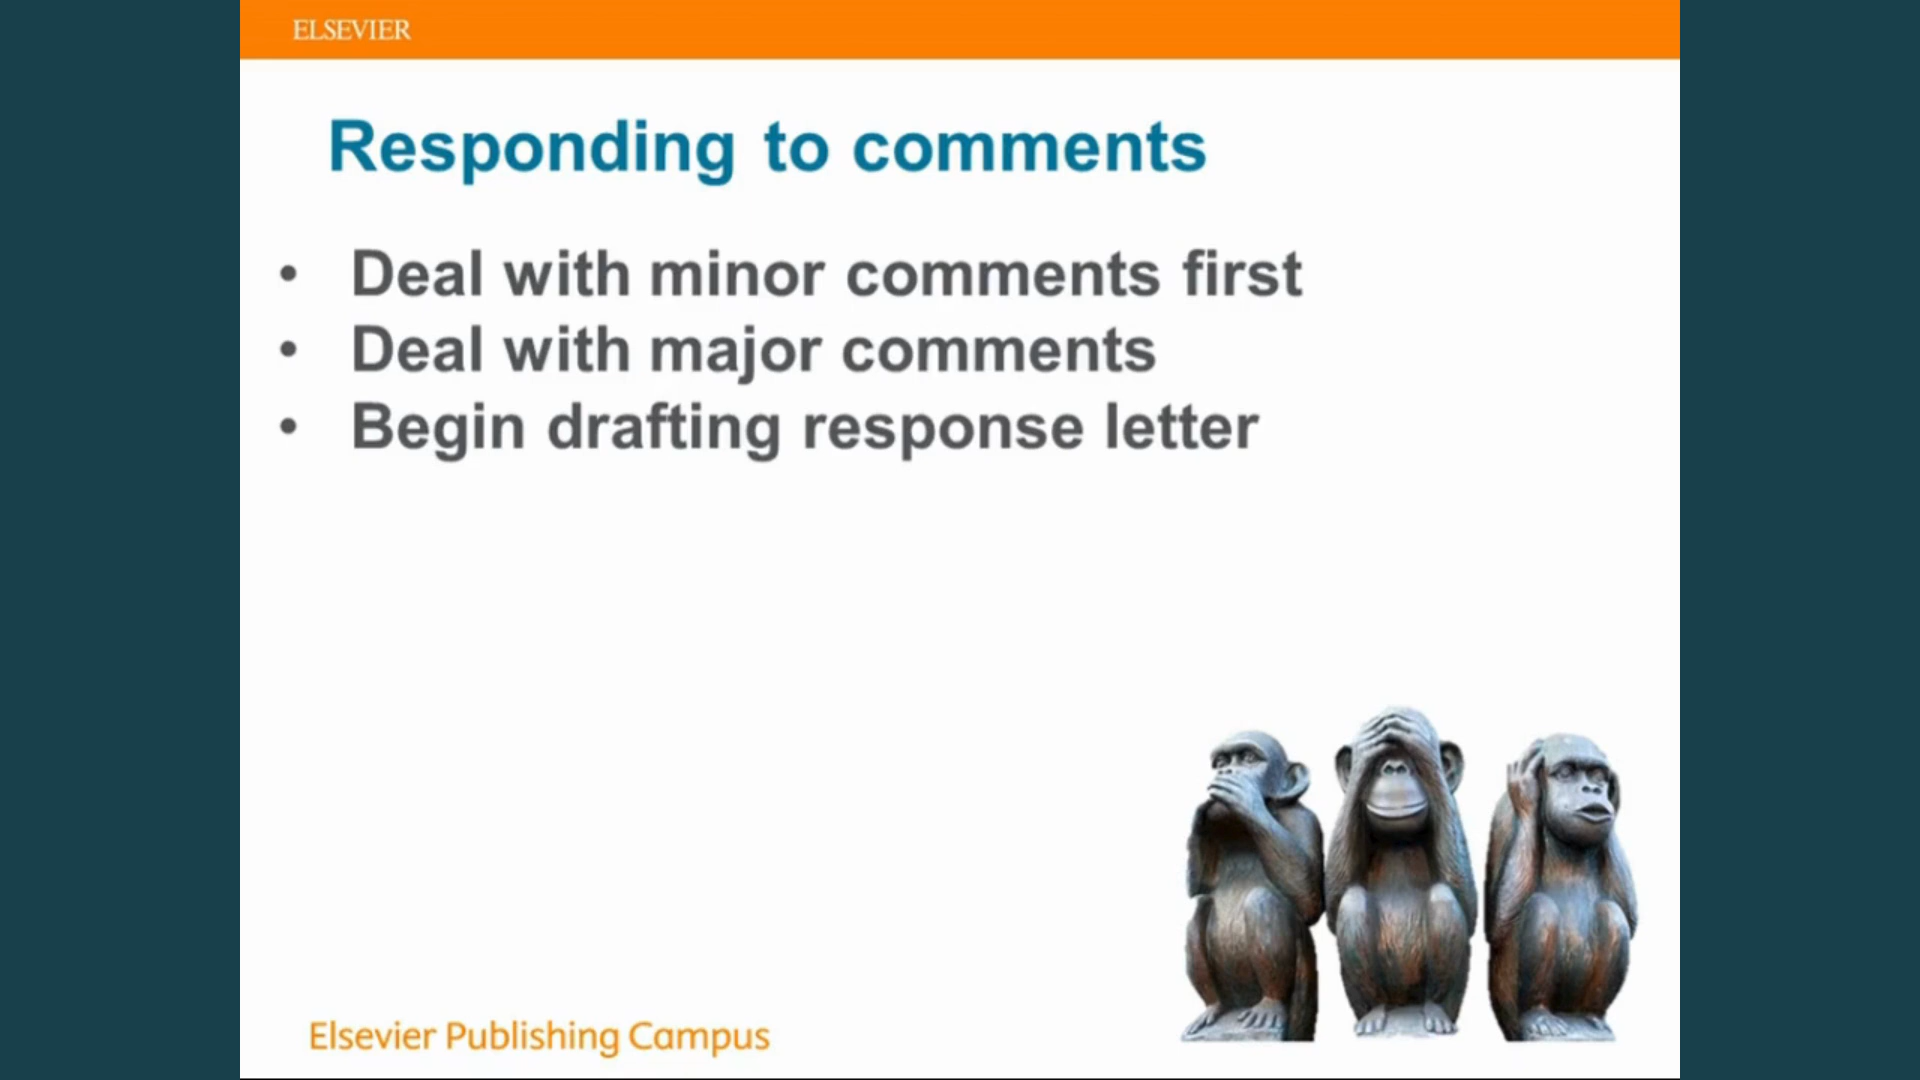 ELSEVIER
Responding to comments
• Deal with minor comments first
• Deal with major comments
• Begin drafting response letter
Elsevier Publishing Campus